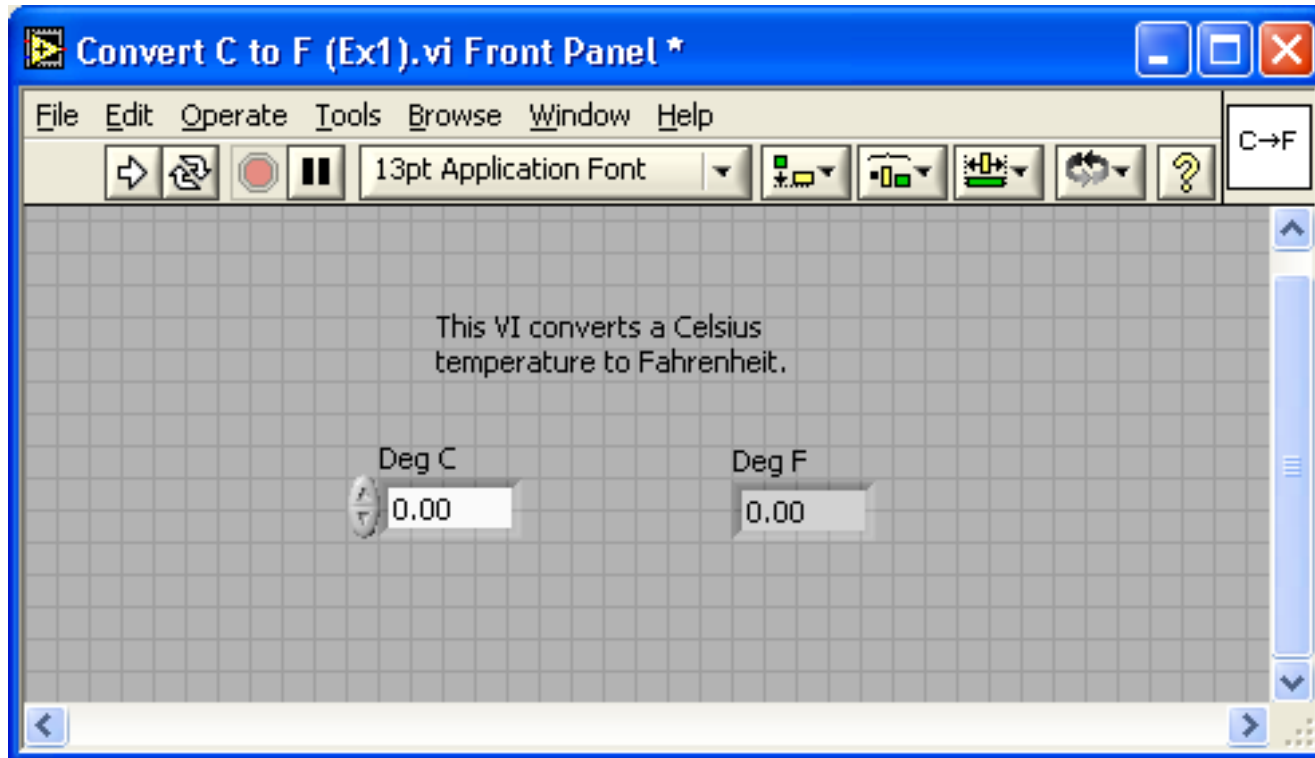 Convert C to F (Ex1).vi Front Panel *
File Edit Operate Tools Browse Window Help
C→F
13pt Application Font
?
This VI converts a Celsius
temperature to Fahrenheit.
Deg C
Deg F
0.00
0.00